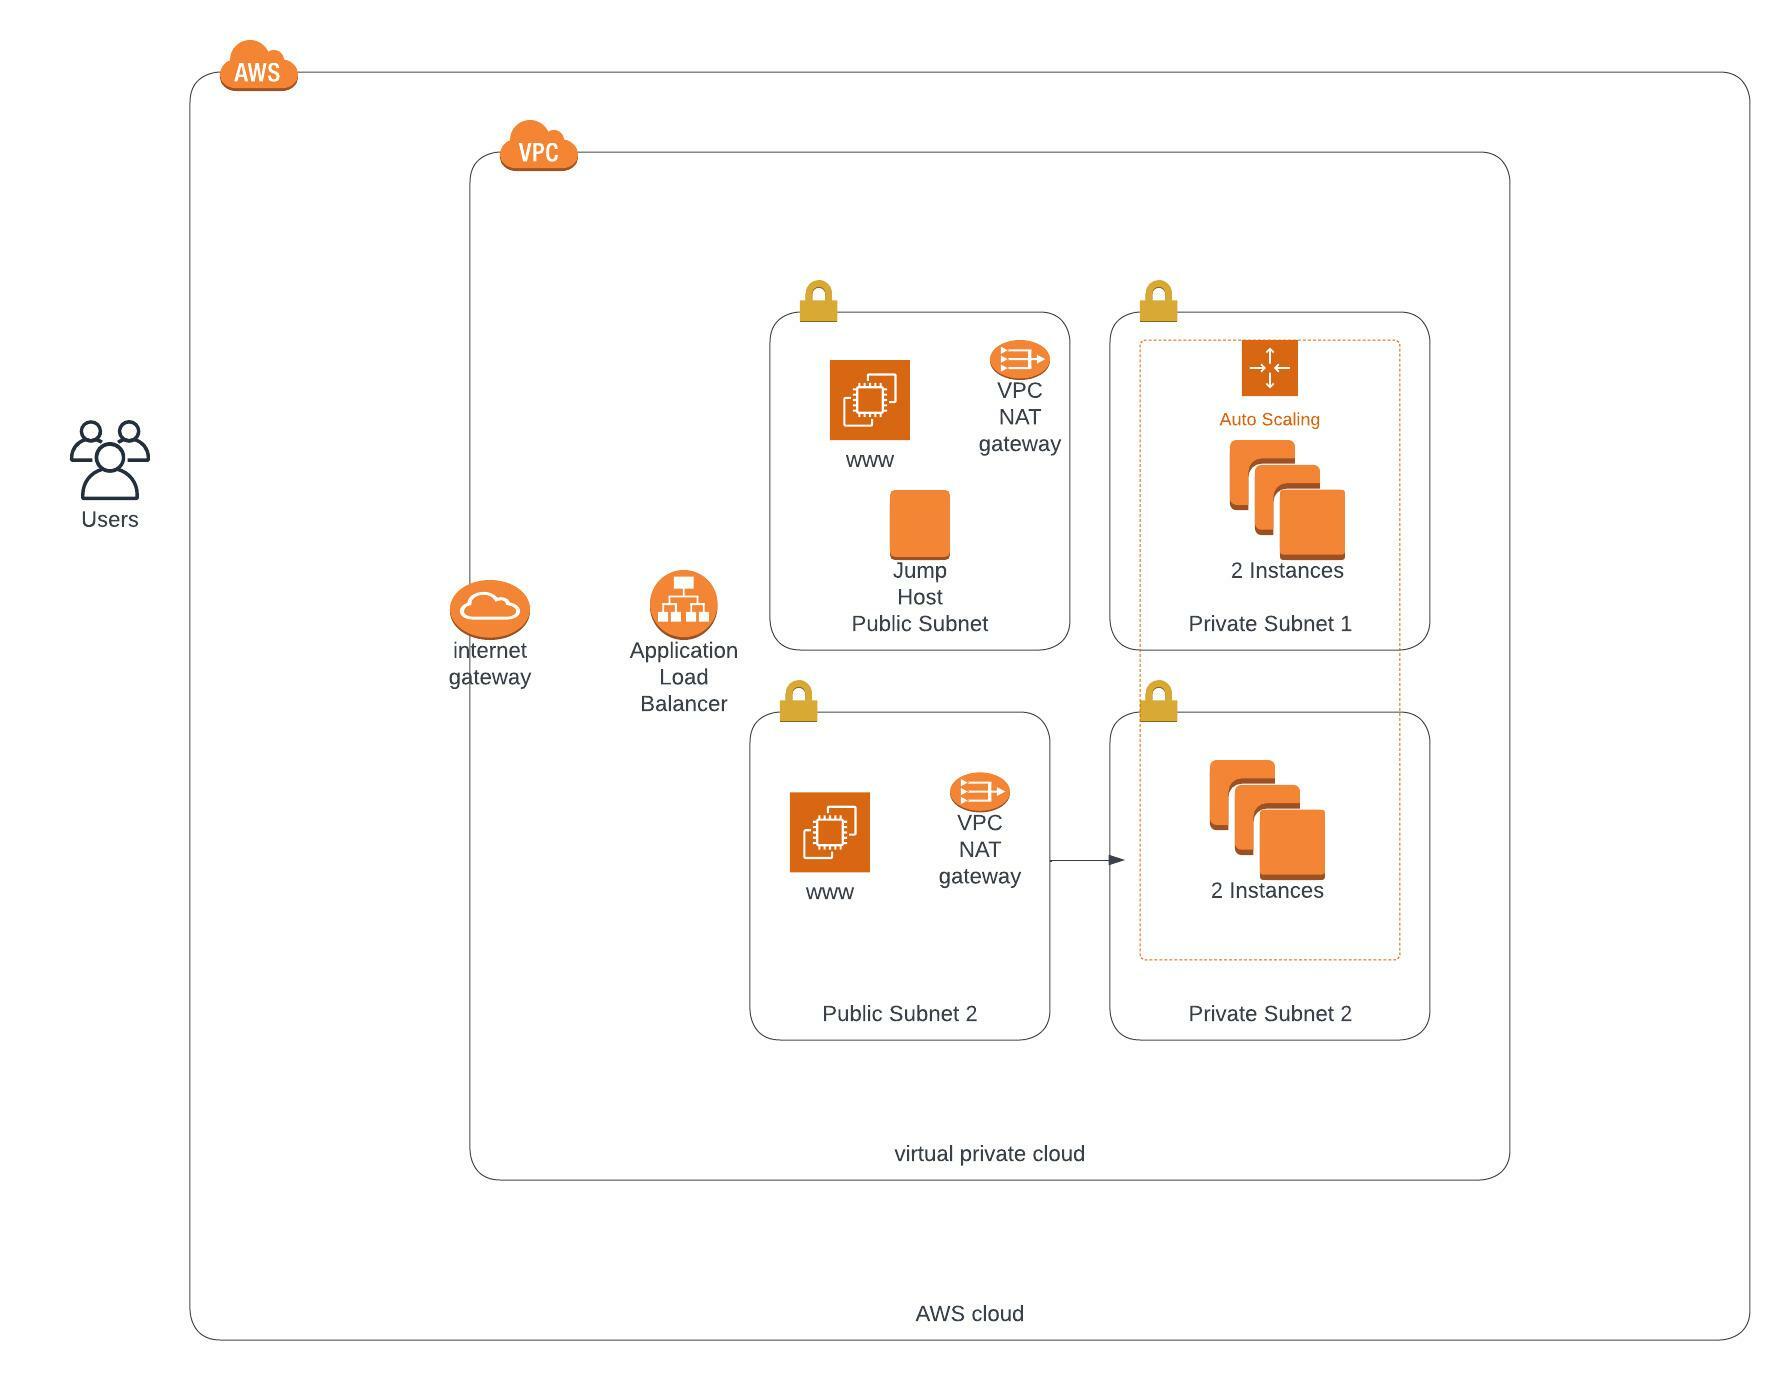 AWS
VPC
www
VPC
NAT
gateway
Jump
Host
Public Subnet
Auto Scaling
2 Instances
Private Subnet 1
Users
internet
gateway
Application
Load
Balancer
www
VPC
NAT
gateway
Public Subnet 2
2 Instances
Private Subnet 2
virtual private cloud
AWS cloud